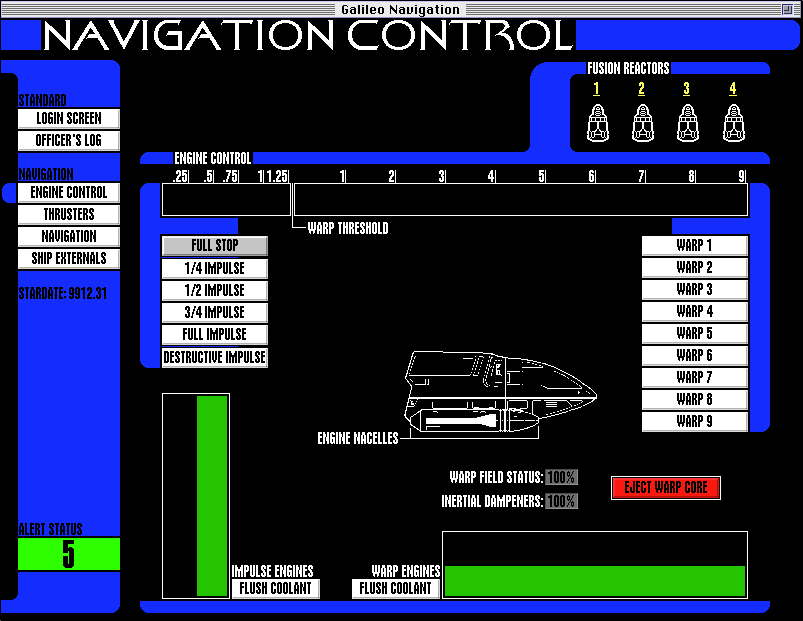 Galileo Navigation
NAVIGATION CONTROL
FUSION REACTORS
1 2 3 4
STANDARD
LOGIN SCREEN
OFFICER'S LOG
NAVIGATION
ENGINE CONTROL
THRUSTERS
NAVIGATION
SHIP EXTERNALS
STARDATE: 9912.31
ALERT STATUS
5
ENGINE CONTROL
.25 .5 .75 1 1.25 1 2 3 4 5 6 7 8 9
WARP THRESHOLD
FULL STOP
1/4 IMPULSE
1/2 IMPULSE
3/4 IMPULSE
FULL IMPULSE
DESTRUCTIVE IMPULSE
WARP 1
WARP 2
WARP 3
WARP 4
WARP 5
WARP 6
WARP 7
WARP 8
WARP 9
ENGINE NACELLES
WARP FIELD STATUS: 100%
INERTIAL DAMPENERS: 100%
EJECT WARP CORE
IMPULSE ENGINES
FLUSH COOLANT
WARP ENGINES
FLUSH COOLANT